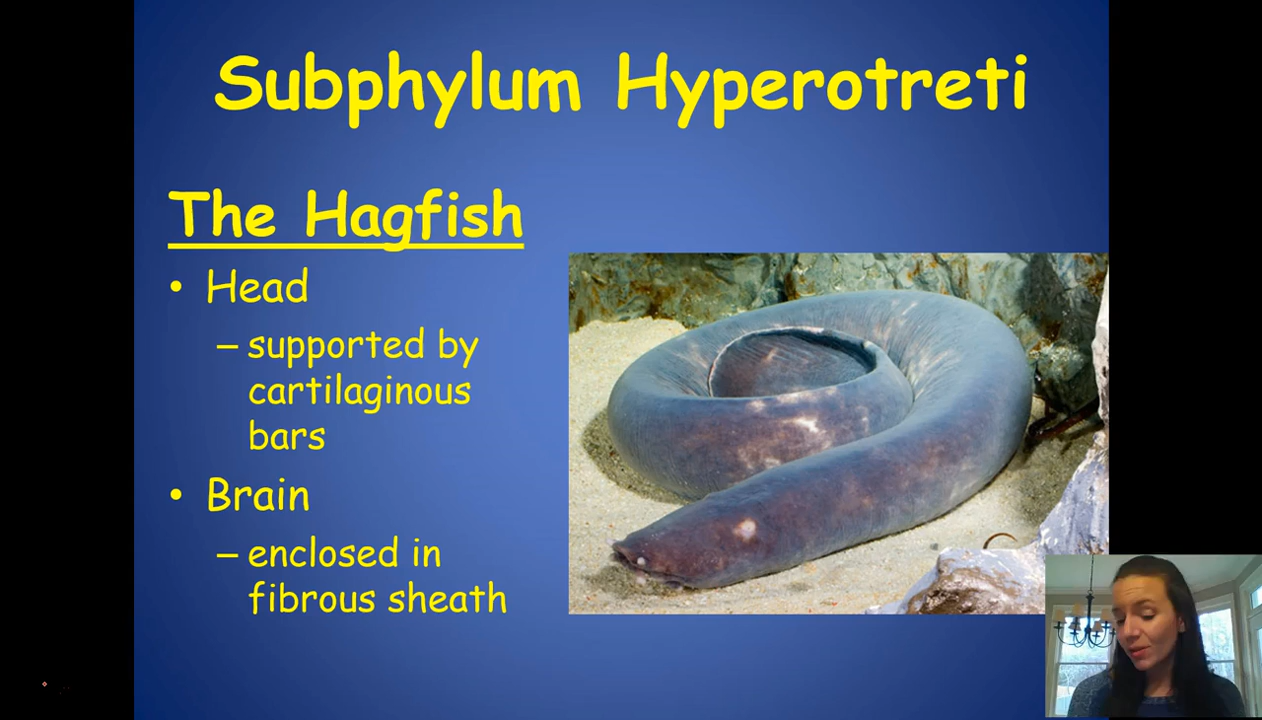 Subphylum Hyperotreti
The Hagfish
• Head
– supported by
cartilaginous
bars
• Brain
– enclosed in
fibrous sheath